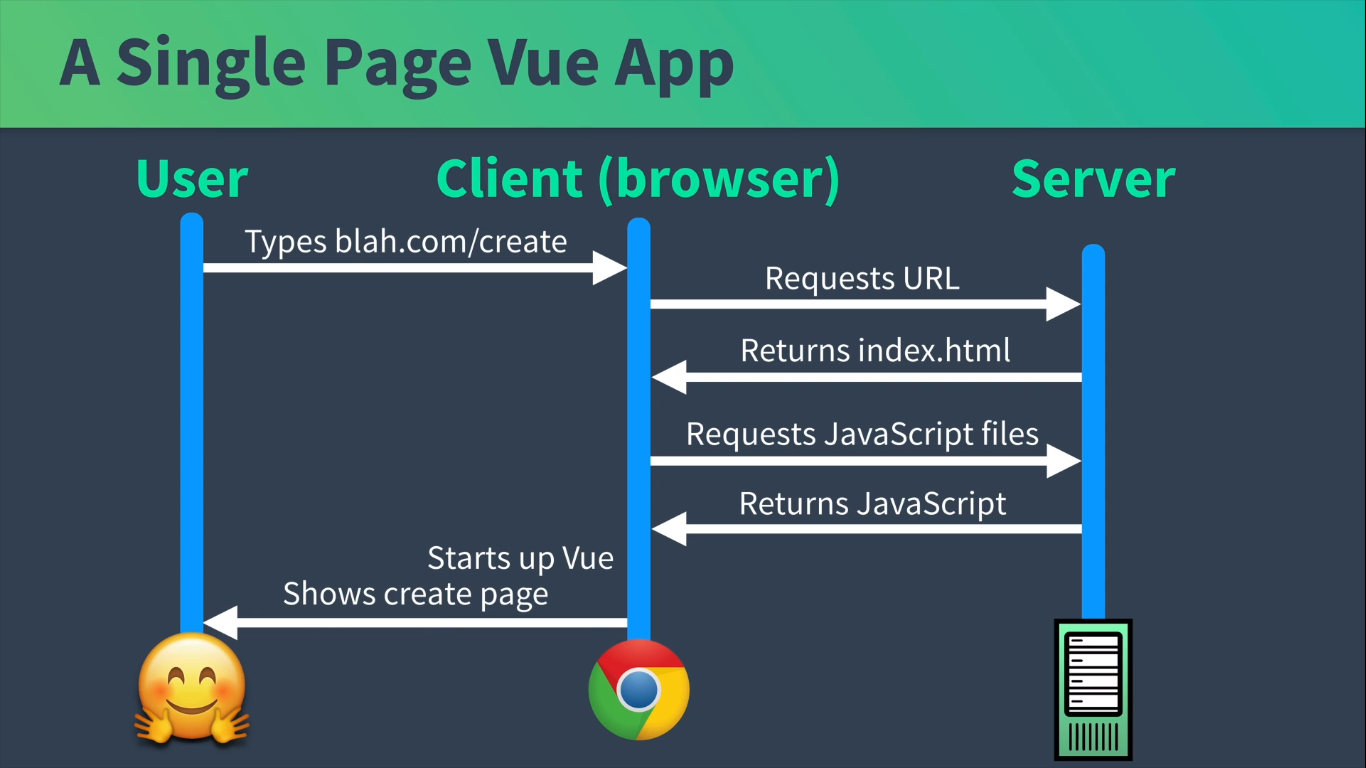 A Single Page Vue App
User
Client (browser)
Server
Types blah.com/create
Requests URL
Returns index.html
Requests JavaScript files
Returns JavaScript
Starts up Vue
Shows create page